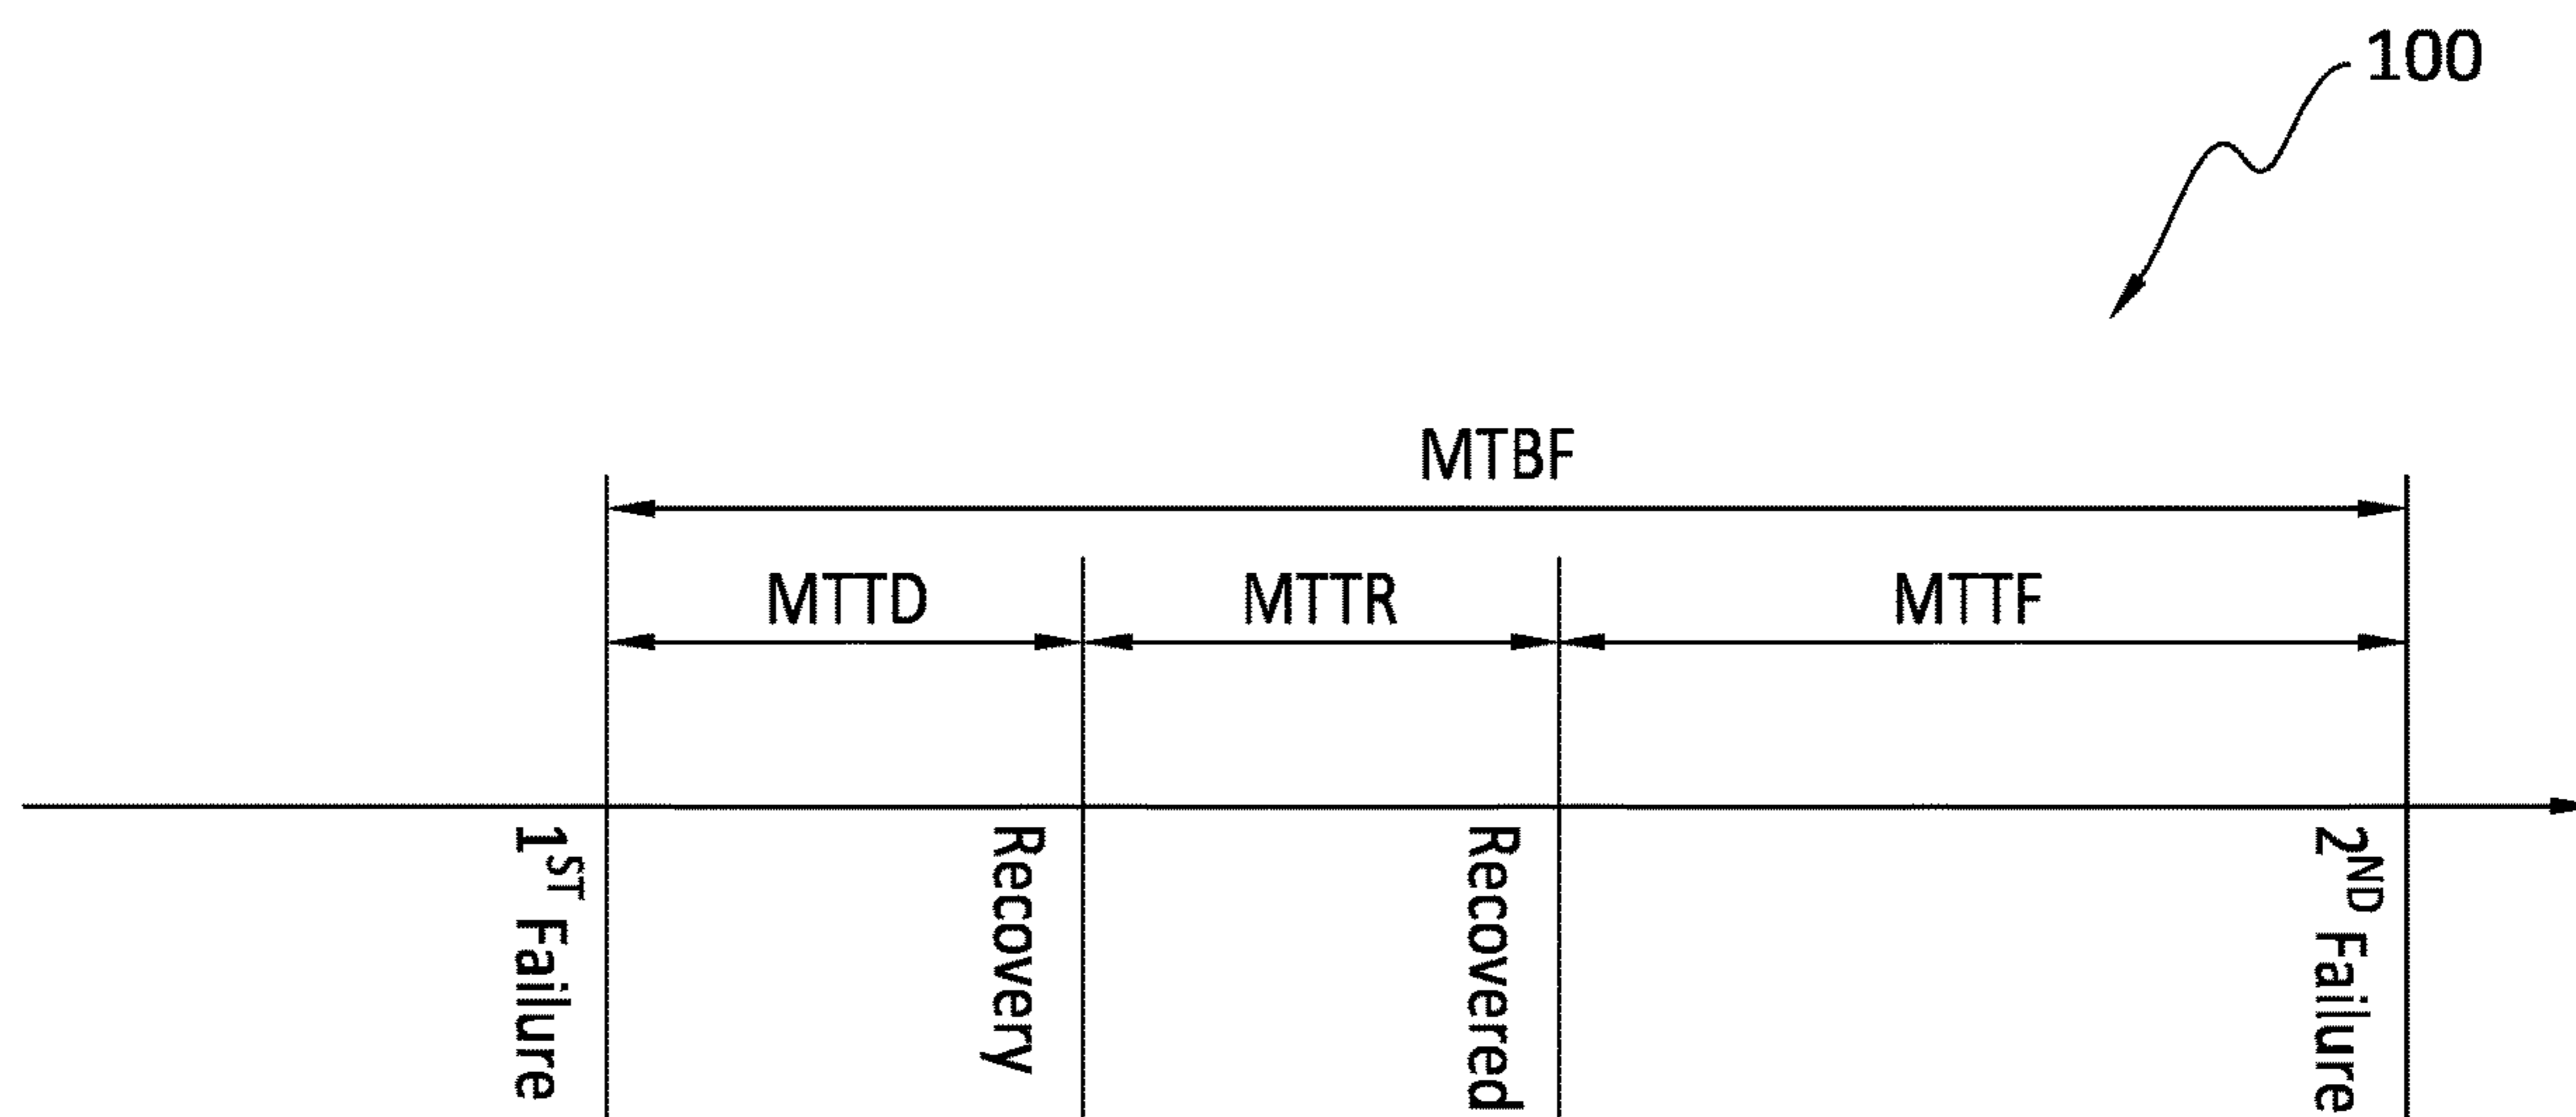 100
MTBF
MTTD
MTTR
MTTF
1ST Failure
Recovery
Recovered
2ND Failure